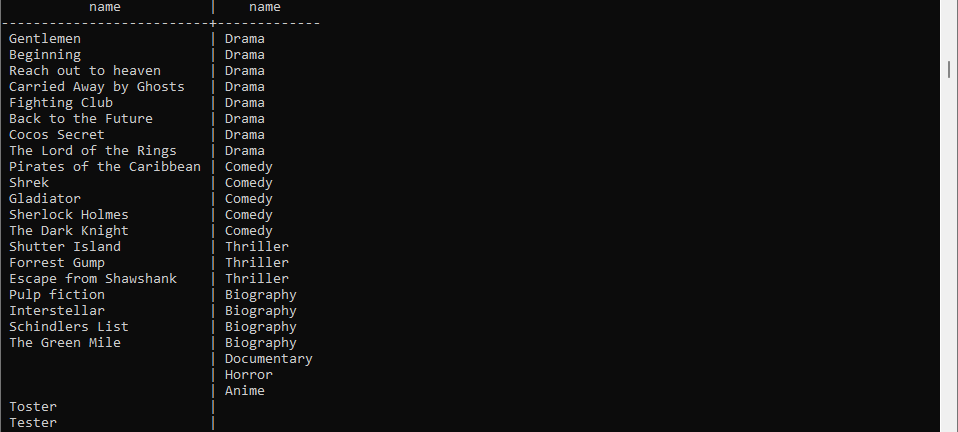 name | name
--------------------------+-------------
Gentlemen | Drama
Beginning | Drama
Reach out to heaven | Drama
Carried Away by Ghosts | Drama
Fighting Club | Drama
Back to the Future | Drama
Cocos Secret | Drama
The Lord of the Rings | Drama
Pirates of the Caribbean | Comedy
Shrek | Comedy
Gladiator | Comedy
Sherlock Holmes | Comedy
The Dark Knight | Comedy
Shutter Island | Thriller
Forrest Gump | Thriller
Escape from Shawshank | Thriller
Pulp fiction | Biography
Interstellar | Biography
Schindlers List | Biography
The Green Mile | Biography
| Documentary
| Horror
| Anime
Toster |
Tester |